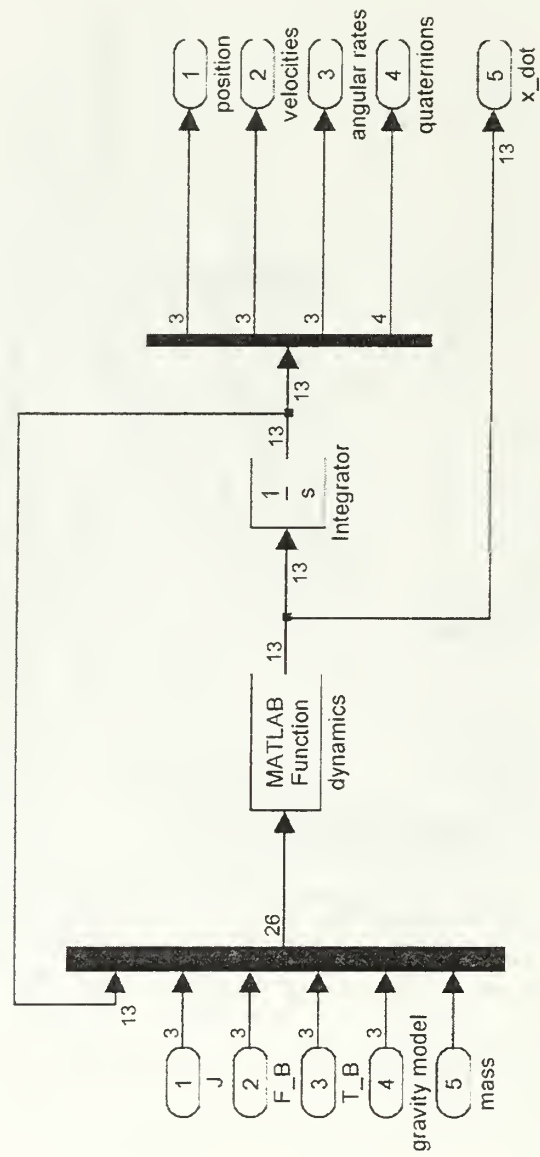 13
3
1
J
3
2
F_B
3
3
T_B
3
4
gravity model
5
mass
26
MATLAB
Function
dynamics
13
13
1
s
Integrator
13
13
3
1
position
3
2
velocities
3
3
angular rates
4
4
quaternions
13
5
x_dot